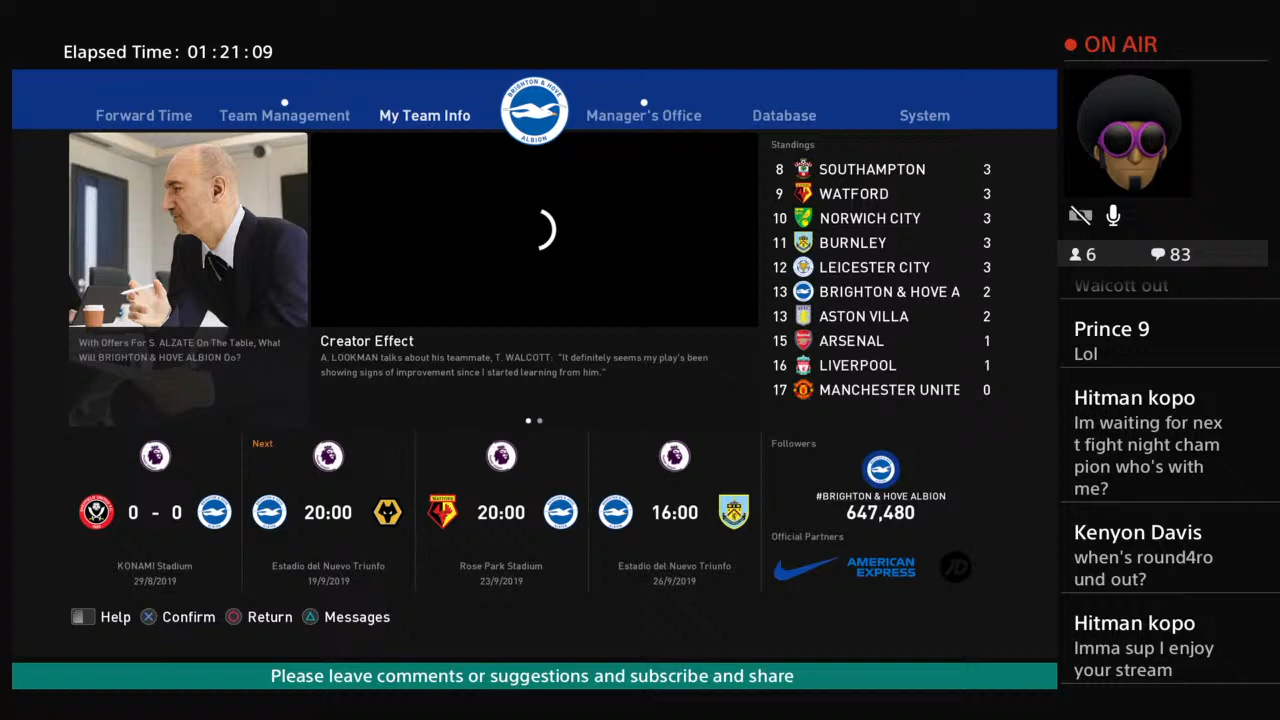 Elapsed Time: 01:21:09
ON AIR
Forward Time
Team Management
My Team Info
BRIGHTON & HOVE ALBION
Manager's Office
Database
System
With Offers For S. ALZATE On The Table, What
Will BRIGHTON & HOVE ALBION Do?
Creator Effect
A. LOOKMAN talks about his teammate, T. WALCOTT: "It definitely seems my play's been
showing signs of improvement since I started learning from him."
Standings
8 SOUTHAMPTON 3
9 WATFORD 3
10 NORWICH CITY 3
11 BURNLEY 3
12 LEICESTER CITY 3
13 BRIGHTON & HOVE A 2
13 ASTON VILLA 2
15 ARSENAL 1
16 LIVERPOOL 1
17 MANCHESTER UNITE 0
0 - 0
KONAMI Stadium
29/8/2019
Next
20:00
Estadio del Nuevo Triunfo
19/9/2019
20:00
Rose Park Stadium
23/9/2019
16:00
Estadio del Nuevo Triunfo
26/9/2019
Followers
#BRIGHTON & HOVE ALBION
647,480
Official Partners
AMERICAN
EXPRESS
JD
Help
Confirm
Return
Messages
Please leave comments or suggestions and subscribe and share
6
83
Walcott out
Prince 9
Lol
Hitman kopo
Im waiting for nex
t fight night cham
pion who's with
me?
Kenyon Davis
when's round4ro
und out?
Hitman kopo
Imma sup I enjoy
your stream